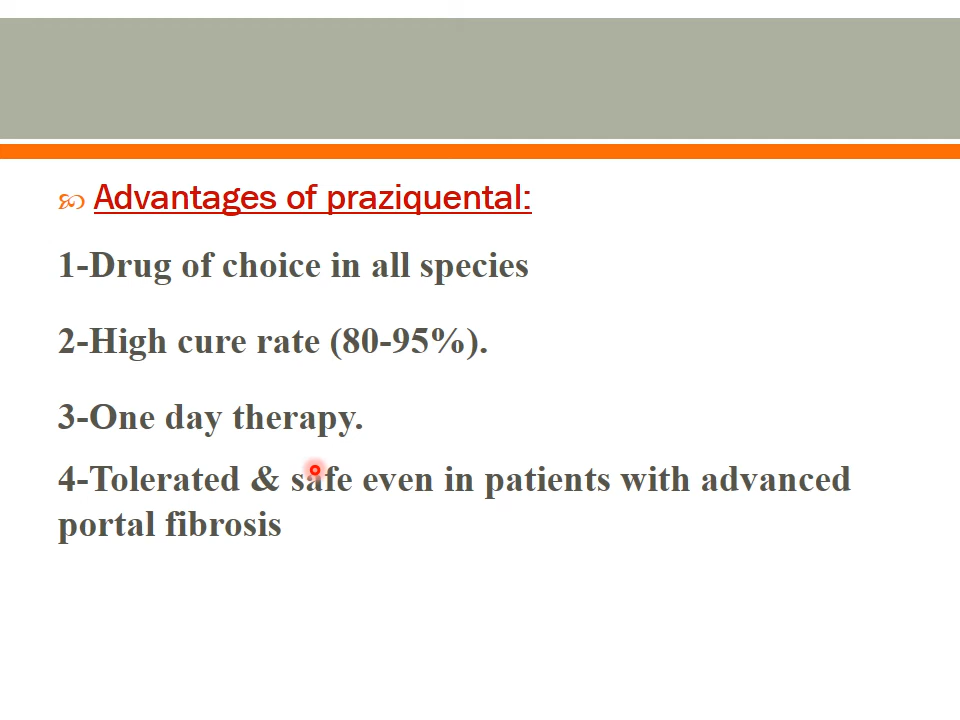 Advantages of praziquental:
1-Drug of choice in all species
2-High cure rate (80-95%).
3-One day therapy.
4-Tolerated & safe even in patients with advanced
portal fibrosis